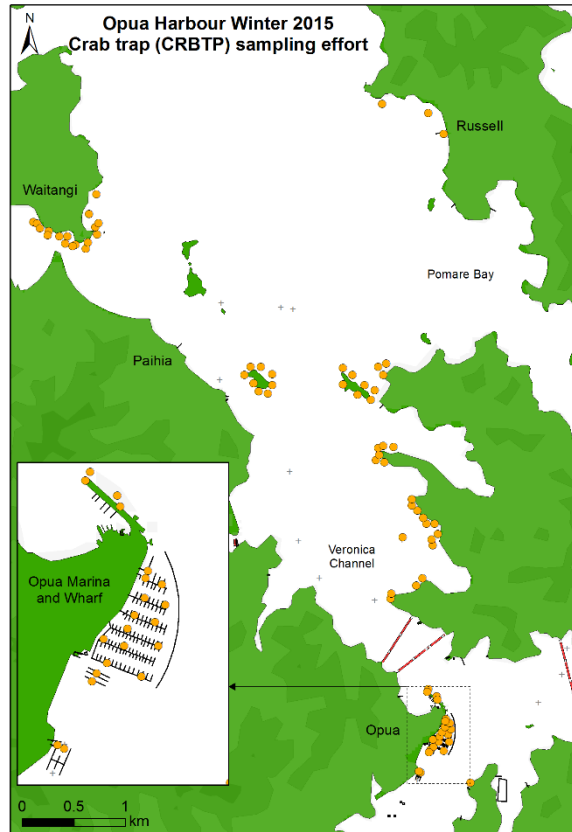 N
Opua Harbour Winter 2015
Crab trap (CRBTP) sampling effort
Russell
Waitangi
Pomare Bay
Paihia
Opua Marina
and Wharf
Veronica
Channel
Opua
0 0.5 1
km